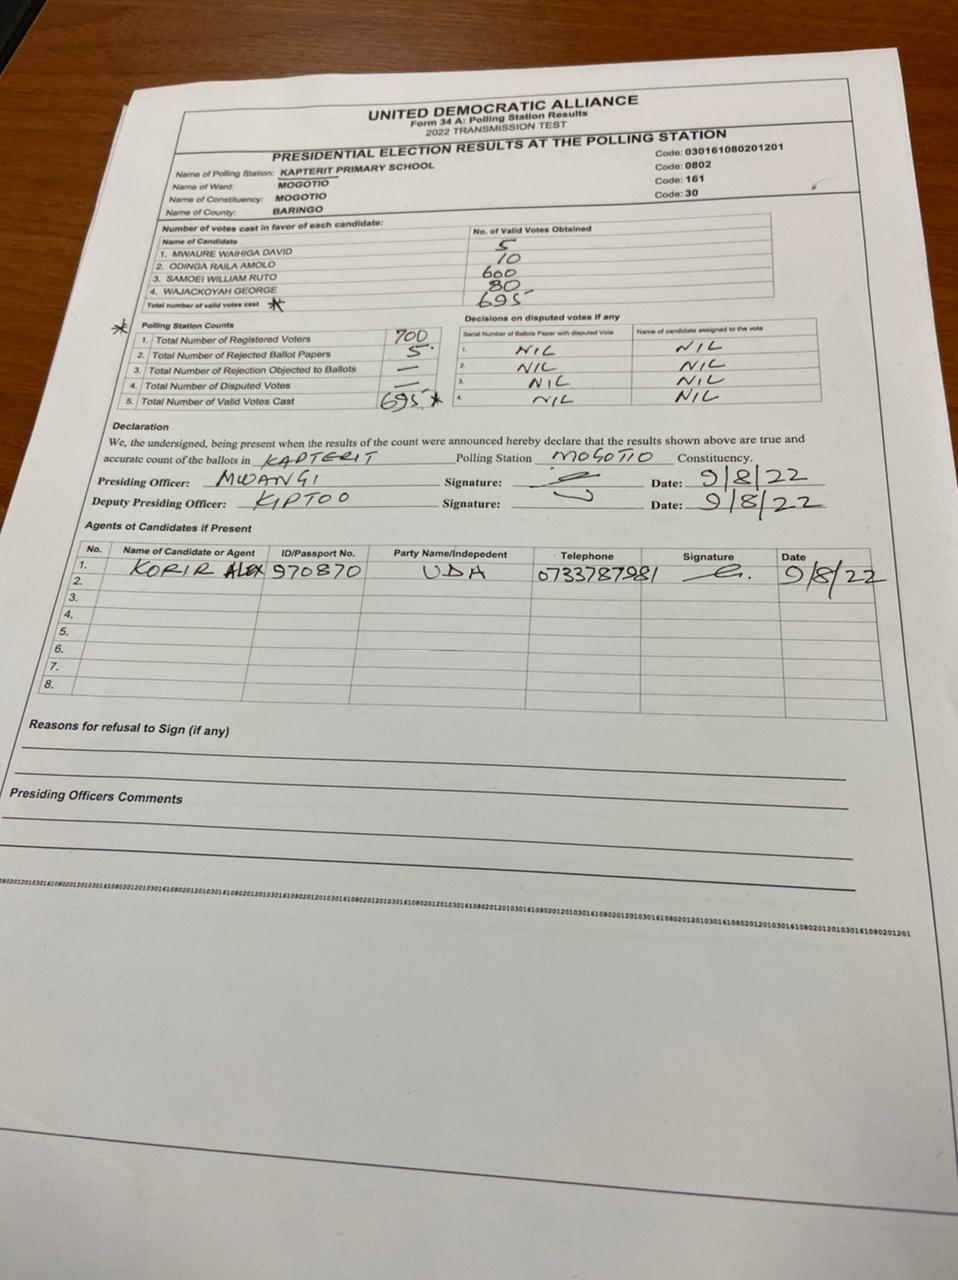 UNITED DEMOCRATIC ALLIANCE
Form 34 A: Polling Station Results
2022 TRANSMISSION TEST
PRESIDENTIAL ELECTION RESULTS AT THE POLLING STATION
Name of Polling Station: KAPTERIT PRIMARY SCHOOL Code: 030161080201201
Name of Ward: MOGOTIO Code: 0802
Name of Constituency: MOGOTIO Code: 161
Name of County: BARINGO Code: 30
Number of votes cast in favor of each candidate:
Name of Candidate No. of Valid Votes Obtained
1. MWAURE WAIHIGA DAVID 5
2. ODINGA RAILA AMOLO 10
3. SAMOEI WILLIAM RUTO 600
4. WAJACKOYAH GEORGE 80
Total number of valid votes cast * 695
* Polling Station Counts
1. Total Number of Registered Voters 700
2. Total Number of Rejected Ballot Papers 5
3. Total Number of Rejection Objected to Ballots —
4. Total Number of Disputed Votes —
5. Total Number of Valid Votes Cast 695 *
Decisions on disputed votes if any
Serial Number of Ballots Paper with disputed Vote Name of candidate assigned to the vote
1. NIL NIL
2. NIL NIL
3. NIL NIL
4. NIL NIL
Declaration
We, the undersigned, being present when the results of the count were announced hereby declare that the results shown above are true and
accurate count of the ballots in KAPTERIT Polling Station MOGOTIO Constituency.
Presiding Officer: MWANGI Signature: Date: 9/8/22
Deputy Presiding Officer: KIPTOO Signature: Date: 9/8/22
Agents ot Candidates if Present
No. Name of Candidate or Agent ID/Passport No. Party Name/Indepedent Telephone Signature Date
1. KORIR ALEX 970870 UDA 0733787981 9/8/22
2.
3.
4.
5.
6.
7.
8.
Reasons for refusal to Sign (if any)
Presiding Officers Comments